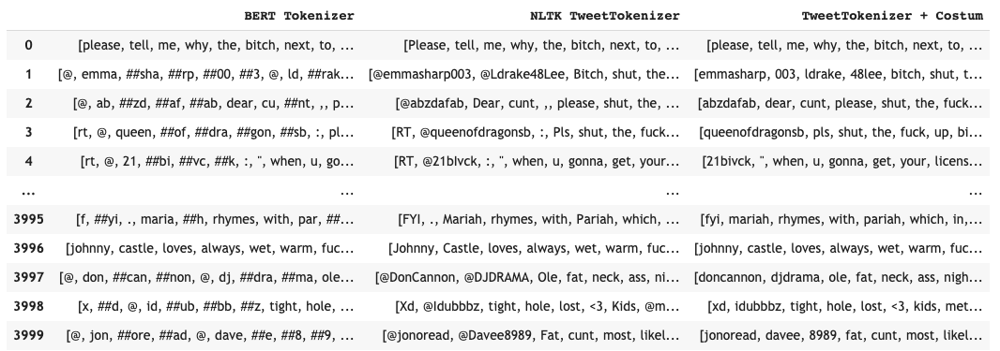 BERT Tokenizer NLTK TweetTokenizer TweetTokenizer + Costum
0 [please, tell, me, why, the, bitch, next, to, ... [Please, tell, me, why, the, bitch, next, to, ... [please, tell, me, why, the, bitch, next, to, ...
1 [@, emma, ##sha, ##rp, ##00, ##3, @, ld, ##rak... [@emmasharp003, @Ldrake48Lee, Bitch, shut, the... [emmasharp, 003, ldrake, 48lee, bitch, shut, t...
2 [@, ab, ##zd, ##af, ##ab, dear, cu, ##nt, ,, p... [@abzdafab, Dear, cunt, ,, please, shut, the, ... [abzdafab, dear, cunt, please, shut, the, fuck...
3 [rt, @, queen, ##of, ##dra, ##gon, ##sb, :, pl... [RT, @queenofdragonsb, :, Pls, shut, the, fuck... [queenofdragonsb, pls, shut, the, fuck, up, bi...
4 [rt, @, 21, ##bi, ##vc, ##k, :, ", when, u, go... [RT, @21bIvck, :, ", when, u, gonna, get, your... [21bivck, ", when, u, gonna, get, your, licens...
... ... ... ...
3995 [f, ##yi, ., maria, ##h, rhymes, with, par, ##... [FYI, ., Mariah, rhymes, with, Pariah, which, ... [fyi, mariah, rhymes, with, pariah, which, in,...
3996 [johnny, castle, loves, always, wet, warm, fuc... [Johnny, Castle, loves, always, wet, warm, fuc... [johnny, castle, loves, always, wet, warm, fuc...
3997 [@, don, ##can, ##non, @, dj, ##dra, ##ma, ole... [@DonCannon, @DJDRAMA, Ole, fat, neck, ass, ni... [doncannon, djdrama, ole, fat, neck, ass, nigh...
3998 [x, ##d, @, id, ##ub, ##bb, ##z, tight, hole, ... [Xd, @Idubbbz, tight, hole, lost, <3, Kids, @m... [xd, idubbbz, tight, hole, lost, <3, kids, met...
3999 [@, jon, ##ore, ##ad, @, dave, ##e, ##8, ##9, ... [@jonoread, @Davee8989, Fat, cunt, most, likel... [jonoread, davee, 8989, fat, cunt, most, likel...